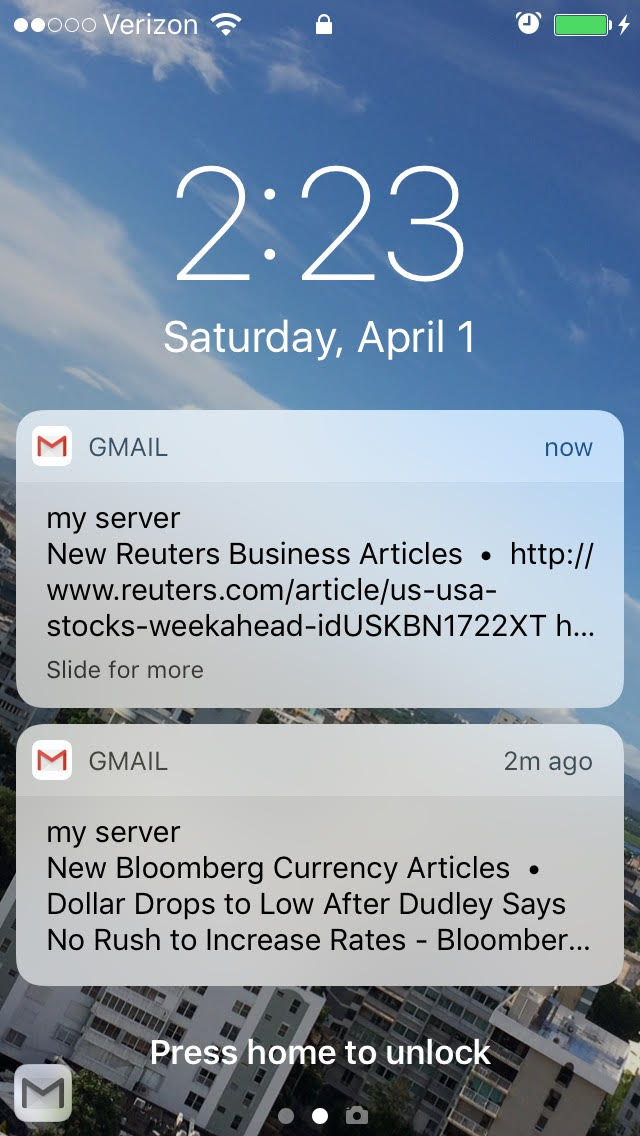 Verizon
2:23
Saturday, April 1
GMAIL now
my server
New Reuters Business Articles • http://
www.reuters.com/article/us-usa-
stocks-weekahead-idUSKBN1722XT h...
Slide for more
GMAIL 2m ago
my server
New Bloomberg Currency Articles •
Dollar Drops to Low After Dudley Says
No Rush to Increase Rates - Bloomber...
Press home to unlock